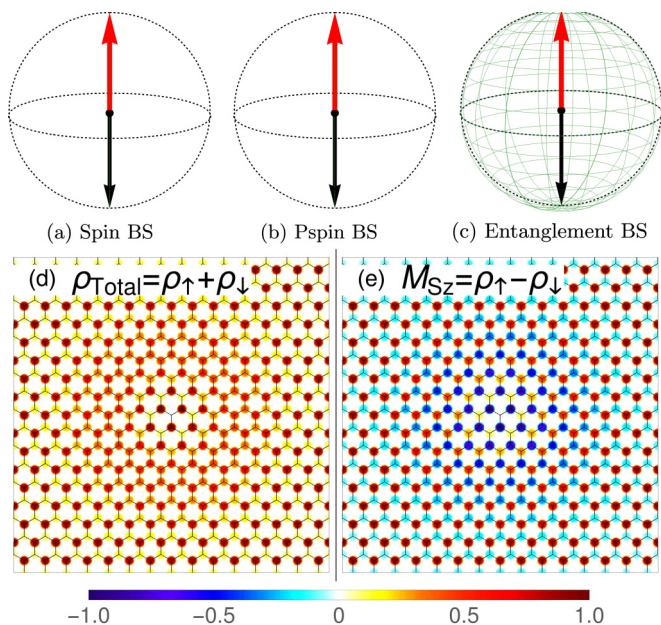 (a) Spin BS
(b) Pspin BS
(c) Entanglement BS
(d) ρTotal=ρ↑+ρ↓
(e) MSz=ρ↑−ρ↓
−1.0 −0.5 0 0.5 1.0